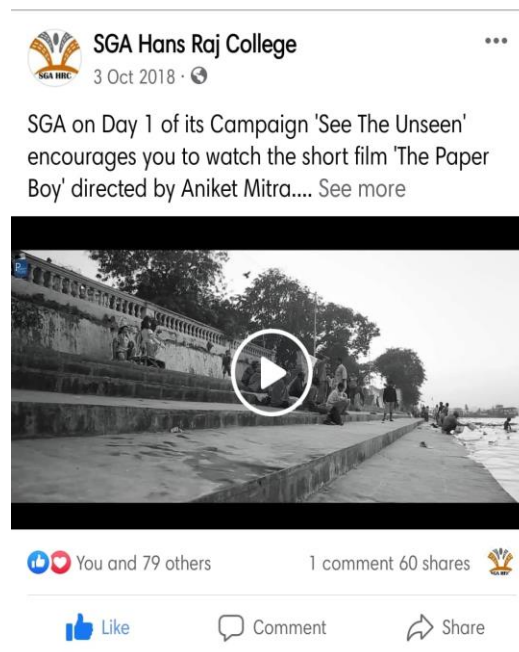 SGA Hans Raj College
SGA HRC
3 Oct 2018 ·
SGA on Day 1 of its Campaign 'See The Unseen'
encourages you to watch the short film 'The Paper
Boy' directed by Aniket Mitra.... See more
You and 79 others
1 comment 60 shares
Like
Comment
Share